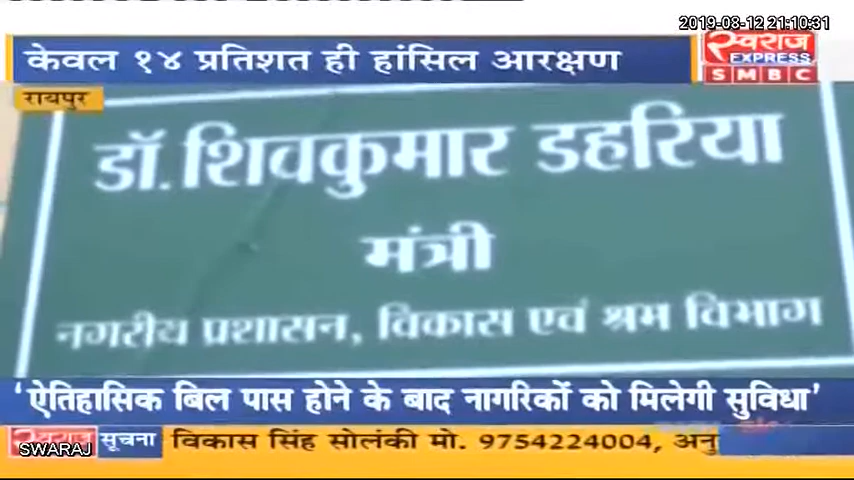 2019-08-12 21:10:31
केवल १४ प्रतिशत ही हांसिल आरक्षण
स्वराज
EXPRESS
SMBC
रायपुर
डॉ. शिवकुमार डहरिया
मंत्री
नगरीय प्रशासन, विकास एवं श्रम विभाग
'ऐतिहासिक बिल पास होने के बाद नागरिकों को मिलेगी सुविधा'
स्वराज
SWARAJ
सूचना
विकास सिंह सोलंकी मो. 9754224004, अनु